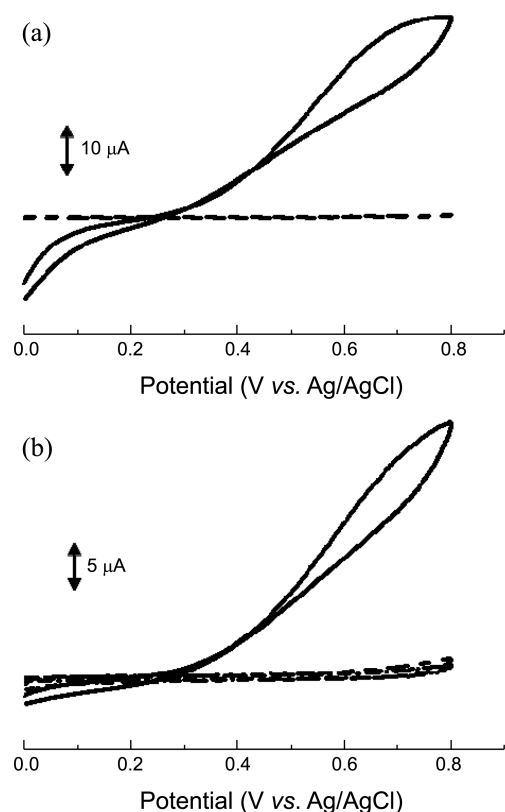 (a)
10 μA
0.0 0.2 0.4 0.6 0.8
Potential (V vs. Ag/AgCl)
(b)
5 μA
0.0 0.2 0.4 0.6 0.8
Potential (V vs. Ag/AgCl)